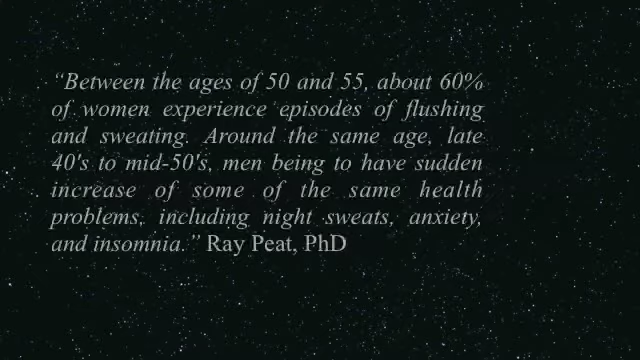 “Between the ages of 50 and 55, about 60%
of women experience episodes of flushing
and sweating. Around the same age, late
40's to mid-50's, men being to have sudden
increase of some of the same health
problems, including night sweats, anxiety,
and insomnia.” Ray Peat, PhD